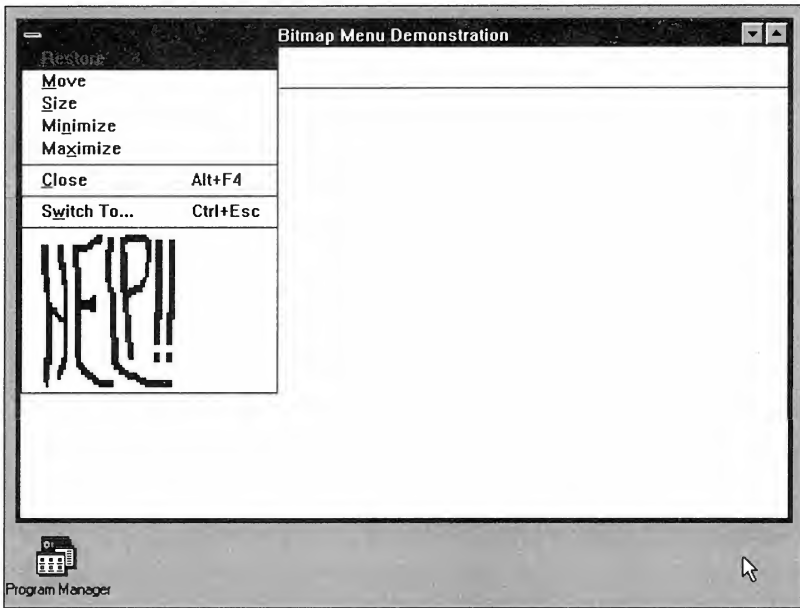 Bitmap Menu Demonstration
Restore
Move
Size
Minimize
Maximize
Close Alt+F4
Switch To... Ctrl+Esc
HELP!!
Program Manager